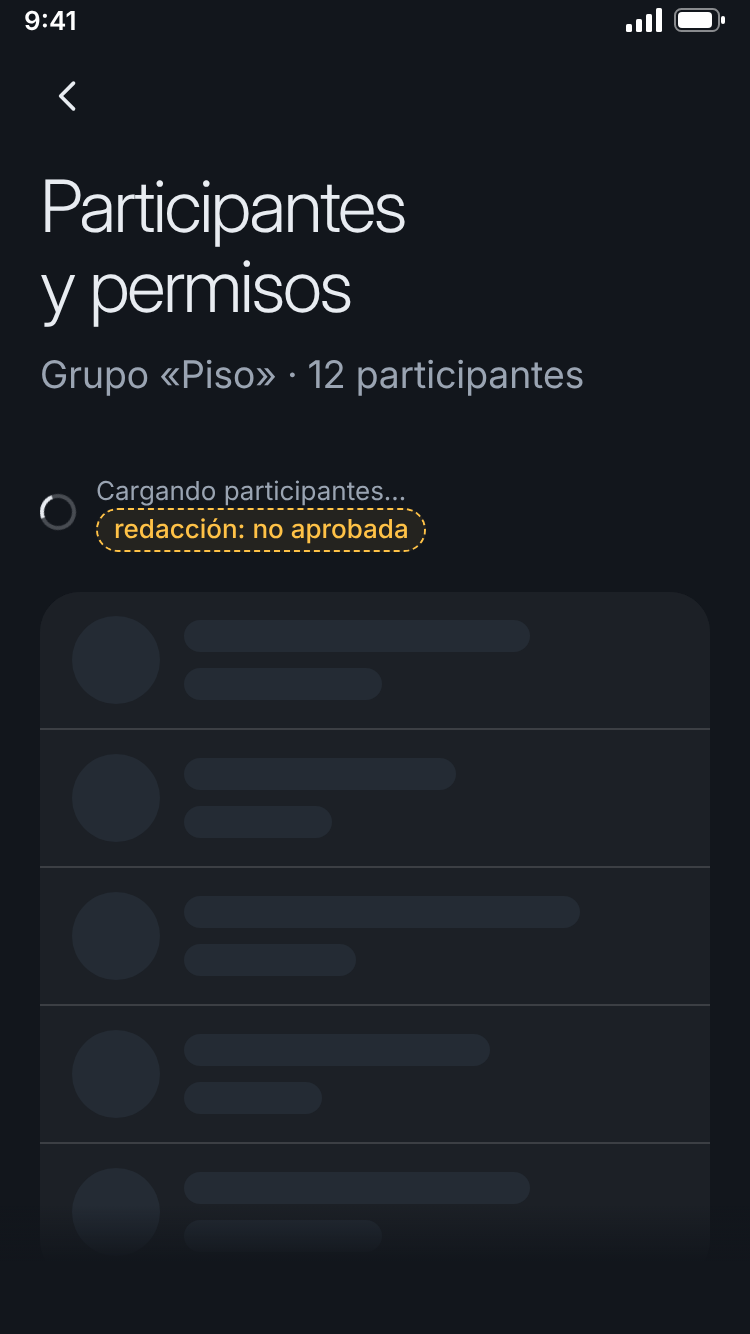 9:41
Participantes
y permisos
Grupo «Piso» · 12 participantes
Cargando participantes...
redacción: no aprobada